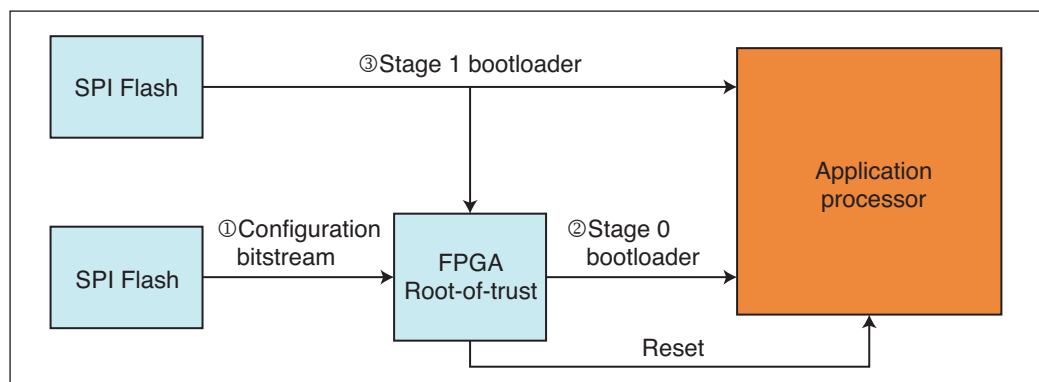 ③Stage 1 bootloader
SPI Flash
Application
processor
①Configuration
bitstream
②Stage 0
bootloader
SPI Flash
FPGA
Root-of-trust
Reset